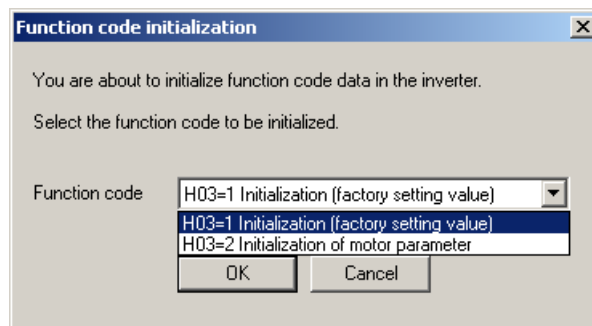 Function code initialization
You are about to initialize function code data in the inverter.
Select the function code to be initialized.
Function code
H03=1 Initialization (factory setting value)
H03=1 Initialization (factory setting value)
H03=2 Initialization of motor parameter
OK
Cancel